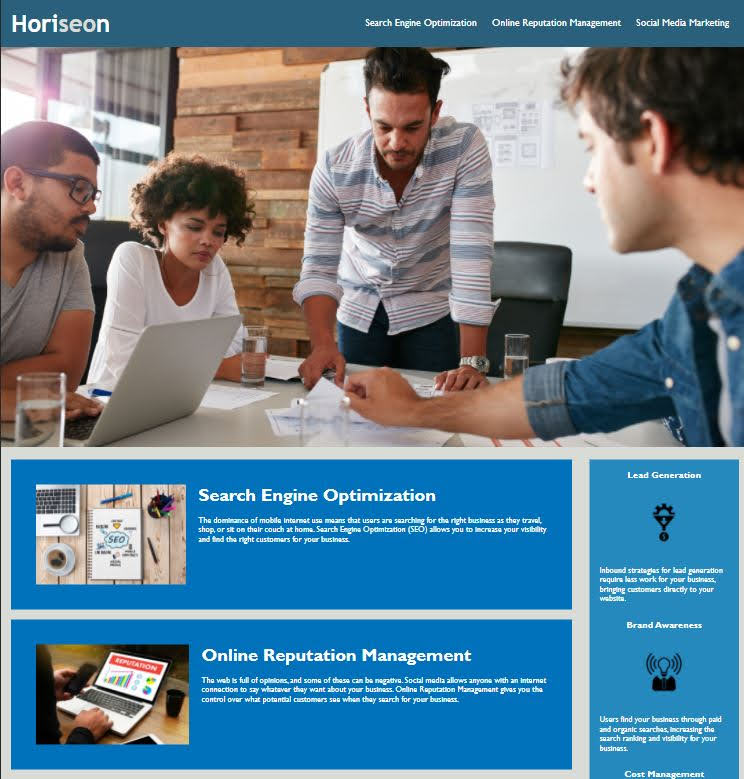 Horiseon
Search Engine Optimization
Online Reputation Management
Social Media Marketing
Search Engine Optimization
The dominance of mobile internet use means that users are searching for the right business as they travel,
shop, or sit on their couch at home. Search Engine Optimization (SEO) allows you to increase your visibility
and find the right customers for your business.
SEO
Online Reputation Management
The web is full of opinions, and some of these can be negative. Social media allows anyone with an internet
connection to say whatever they want about your business. Online Reputation Management gives you the
control over what potential customers see when they search for your business.
REPUTATION
Lead Generation
Inbound strategies for lead generation
require less work for your business,
bringing customers directly to your
website.
Brand Awareness
Users find your business through paid
and organic searches, increasing the
search ranking and visibility for your
business.
Cost Management